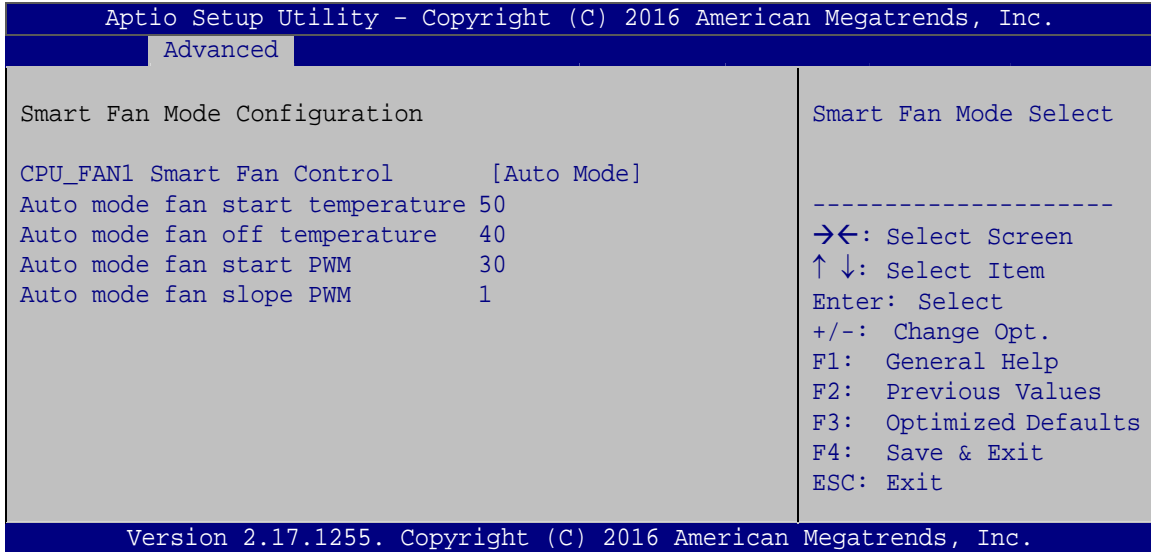 Aptio Setup Utility – Copyright (C) 2016 American Megatrends, Inc.
Advanced
Smart Fan Mode Configuration
CPU_FAN1 Smart Fan Control [Auto Mode]
Auto mode fan start temperature 50
Auto mode fan off temperature 40
Auto mode fan start PWM 30
Auto mode fan slope PWM 1
Smart Fan Mode Select
---------------------
→←: Select Screen
↑ ↓: Select Item
Enter: Select
+/-: Change Opt.
F1: General Help
F2: Previous Values
F3: Optimized Defaults
F4: Save & Exit
ESC: Exit
Version 2.17.1255. Copyright (C) 2016 American Megatrends, Inc.